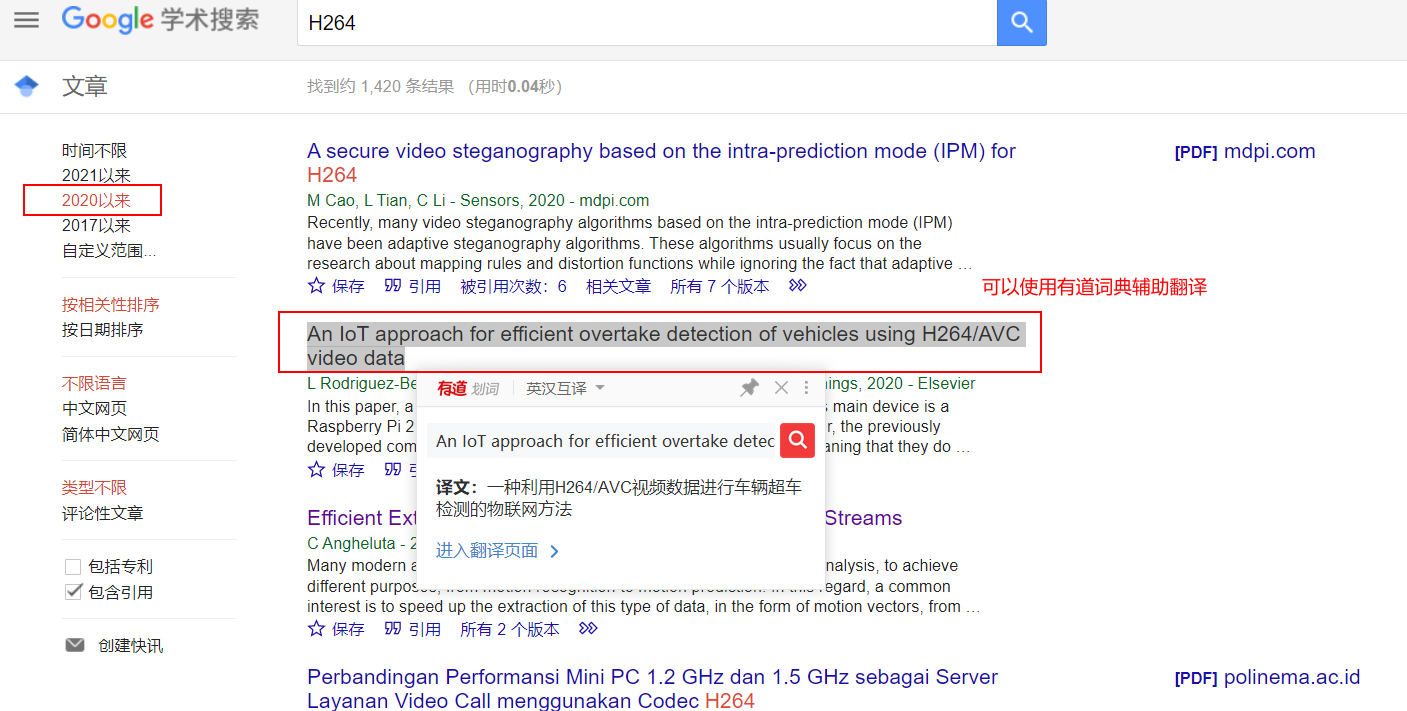 Google 学术搜索
H264
文章
找到约 1,420 条结果 （用时0.04秒）
时间不限
2021以来
2020以来
2017以来
自定义范围...
按相关性排序
按日期排序
不限语言
中文网页
简体中文网页
类型不限
评论性文章
包括专利
包含引用
创建快讯
A secure video steganography based on the intra-prediction mode (IPM) for
H264
[PDF] mdpi.com
M Cao, L Tian, C Li - Sensors, 2020 - mdpi.com
Recently, many video steganography algorithms based on the intra-prediction mode (IPM)
have been adaptive steganography algorithms. These algorithms usually focus on the
research about mapping rules and distortion functions while ignoring the fact that adaptive …
保存 引用 被引用次数：6 相关文章 所有 7 个版本
可以使用有道词典辅助翻译
An IoT approach for efficient overtake detection of vehicles using H264/AVC
video data
L Rodriguez-Be
ings, 2020 - Elsevier
In this paper, a
main device is a
Raspberry Pi 2
r, the previously
developed com
aning that they do …
保存
有道 划词 英汉互译
An IoT approach for efficient overtake detec
译文：一种利用H264/AVC视频数据进行车辆超车
检测的物联网方法
进入翻译页面
Efficient Ext
Streams
C Angheluta - 2
Many modern a
nalysis, to achieve
different purposes, from motion recognition to motion prediction. In this regard, a common
interest is to speed up the extraction of this type of data, in the form of motion vectors, from …
保存 引用 所有 2 个版本
Perbandingan Performansi Mini PC 1.2 GHz dan 1.5 GHz sebagai Server
Layanan Video Call menggunakan Codec H264
[PDF] polinema.ac.id